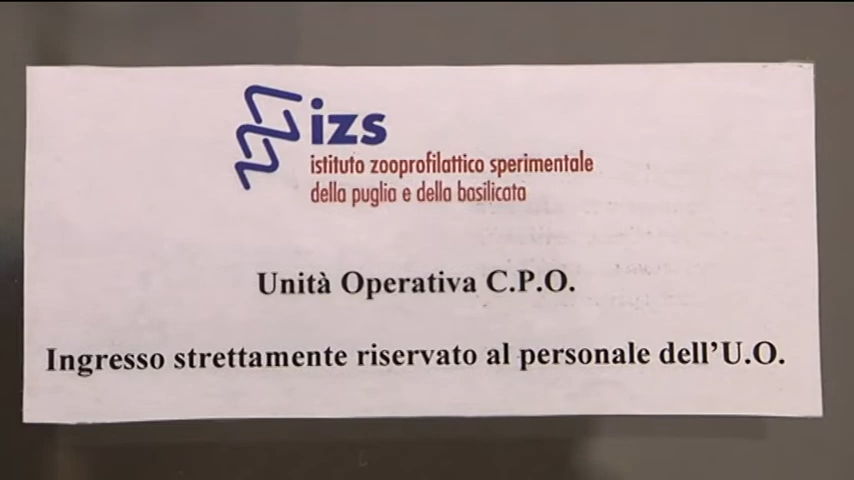 izs
istituto zooprofilattico sperimentale
della puglia e della basilicata
Unità Operativa C.P.O.
Ingresso strettamente riservato al personale dell'U.O.